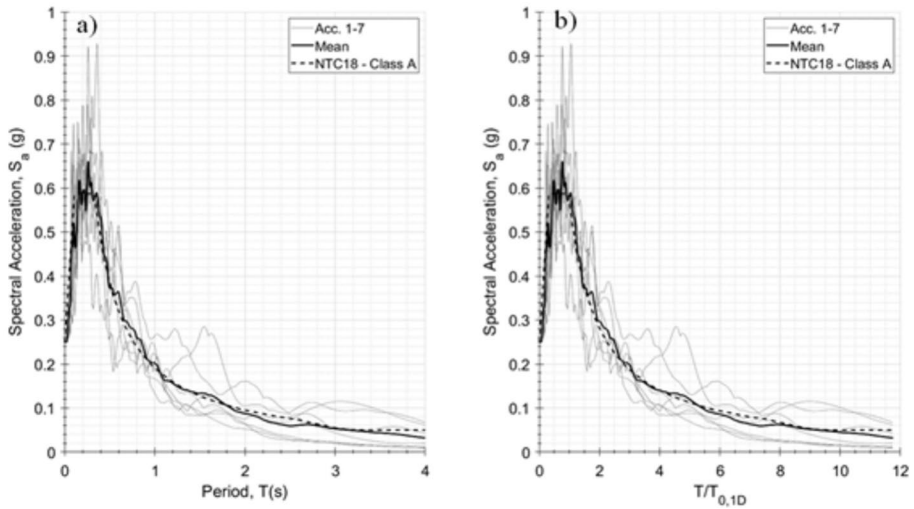 a)
Acc. 1-7
Mean
NTC18 - Class A
1
0.9
0.8
0.7
0.6
0.5
0.4
0.3
0.2
0.1
0
Spectral Acceleration, Sa (g)
0 1 2 3 4
Period, T(s)
b)
Acc. 1-7
Mean
NTC18 - Class A
1
0.9
0.8
0.7
0.6
0.5
0.4
0.3
0.2
0.1
0
Spectral Acceleration, Sa (g)
0 2 4 6 8 10 12
T/T0,1D